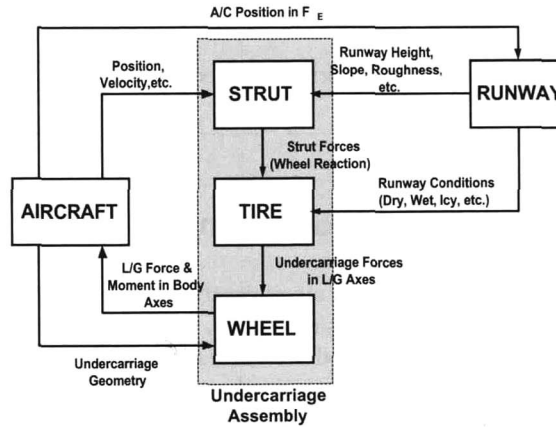 A/C Position in F E
Position,
Velocity,etc.
Runway Height,
Slope, Roughness,
etc.
STRUT
RUNWAY
Strut Forces
(Wheel Reaction)
Runway Conditions
(Dry, Wet, Icy, etc.)
AIRCRAFT
TIRE
L/G Force &
Moment in Body
Axes
Undercarriage Forces
in L/G Axes
WHEEL
Undercarriage
Geometry
Undercarriage
Assembly